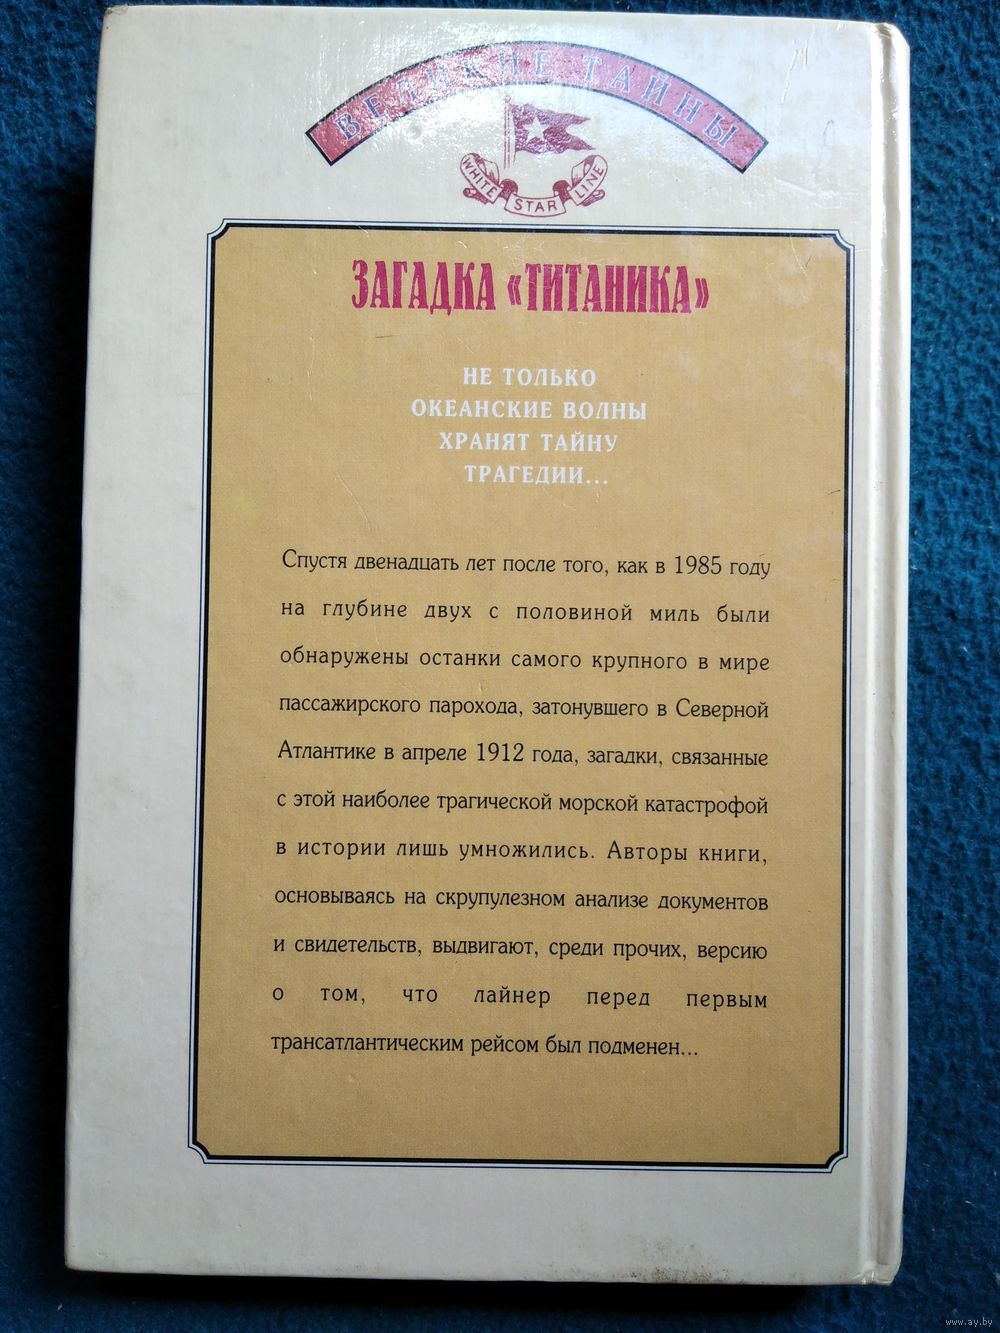 ВЕЛИКИЕ ТАЙНЫ
WHITE STAR LINE
ЗАГАДКА «ТИТАНИКА»
НЕ ТОЛЬКО
ОКЕАНСКИЕ ВОЛНЫ
ХРАНЯТ ТАЙНУ
ТРАГЕДИИ...
Спустя двенадцать лет после того, как в 1985 году
на глубине двух с половиной миль были
обнаружены останки самого крупного в мире
пассажирского парохода, затонувшего в Северной
Атлантике в апреле 1912 года, загадки, связанные
с этой наиболее трагической морской катастрофой
в истории лишь умножились. Авторы книги,
основываясь на скрупулезном анализе документов
и свидетельств, выдвигают, среди прочих, версию
о том, что лайнер перед первым
трансатлантическим рейсом был подменен...
www.ay.by